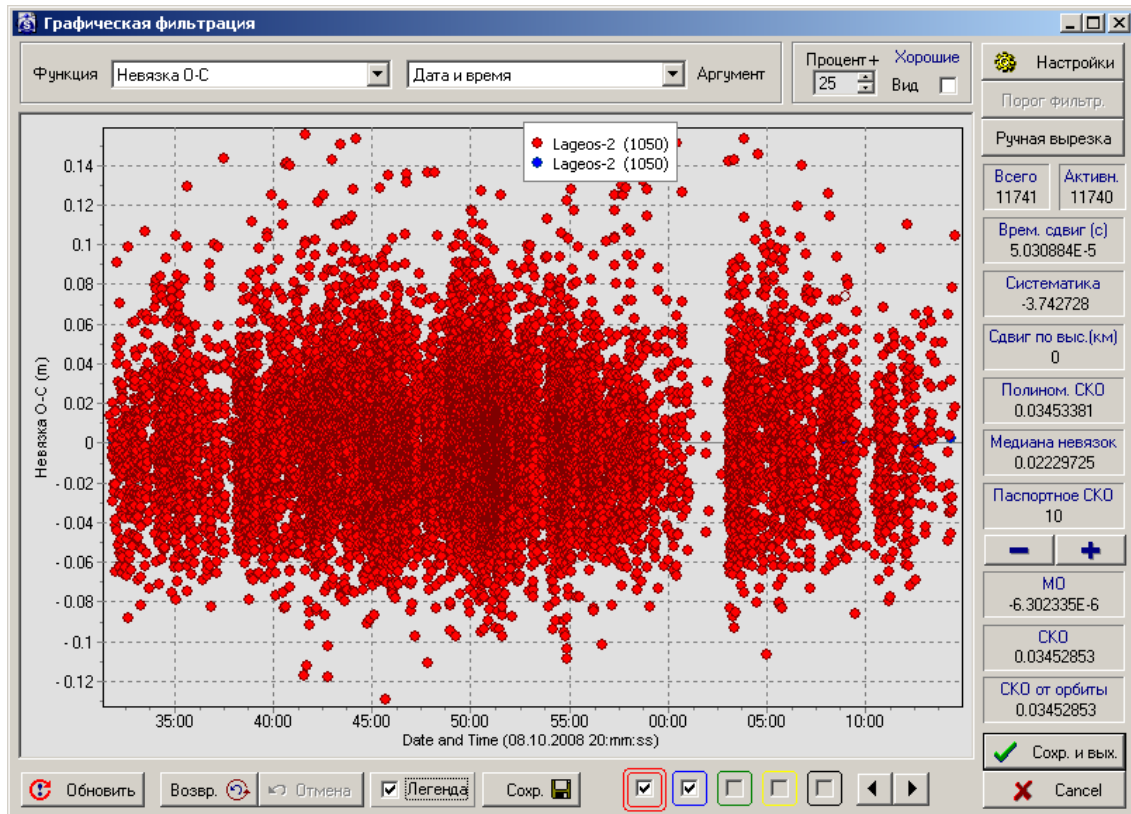 Графическая фильтрация
Функция Невязка О-С Дата и время Аргумент
Процент+ Хорошие
25 Вид
Настройки
Порог фильтр.
Ручная вырезка
Всего Активн.
11741 11740
Врем. сдвиг (с)
5.030884E-5
Систематика
-3.742728
Сдвиг по выс.(км)
0
Полином. СКО
0.03453381
Медиана невязок
0.02229725
Паспортное СКО
10
МО
-6.302335E-6
СКО
0.03452853
СКО от орбиты
0.03452853
Сохр. и вых.
Cancel
Lageos-2 (1050)
Lageos-2 (1050)
Невязка О-С (m)
0.14
0.12
0.1
0.08
0.06
0.04
0.02
0
- 0.02
- 0.04
- 0.06
- 0.08
- 0.1
- 0.12
35:00 40:00 45:00 50:00 55:00 00:00 05:00 10:00
Date and Time (08.10.2008 20:mm:ss)
Обновить Возвр. Отмена Легенда Сохр.